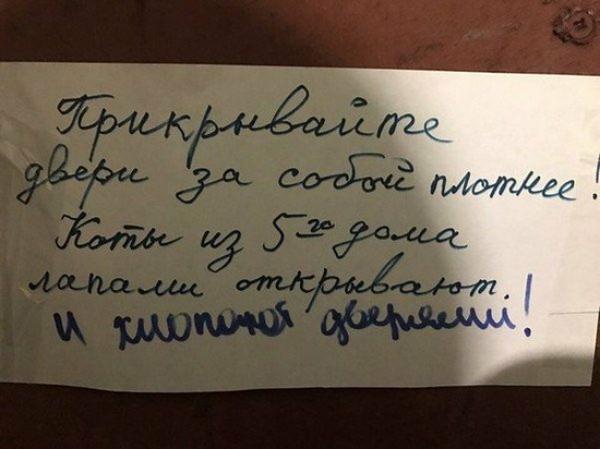 Прикрывайте
двери за собой плотнее!
Коты из 5го дома
лапами открывают.
и хлопают дверями!